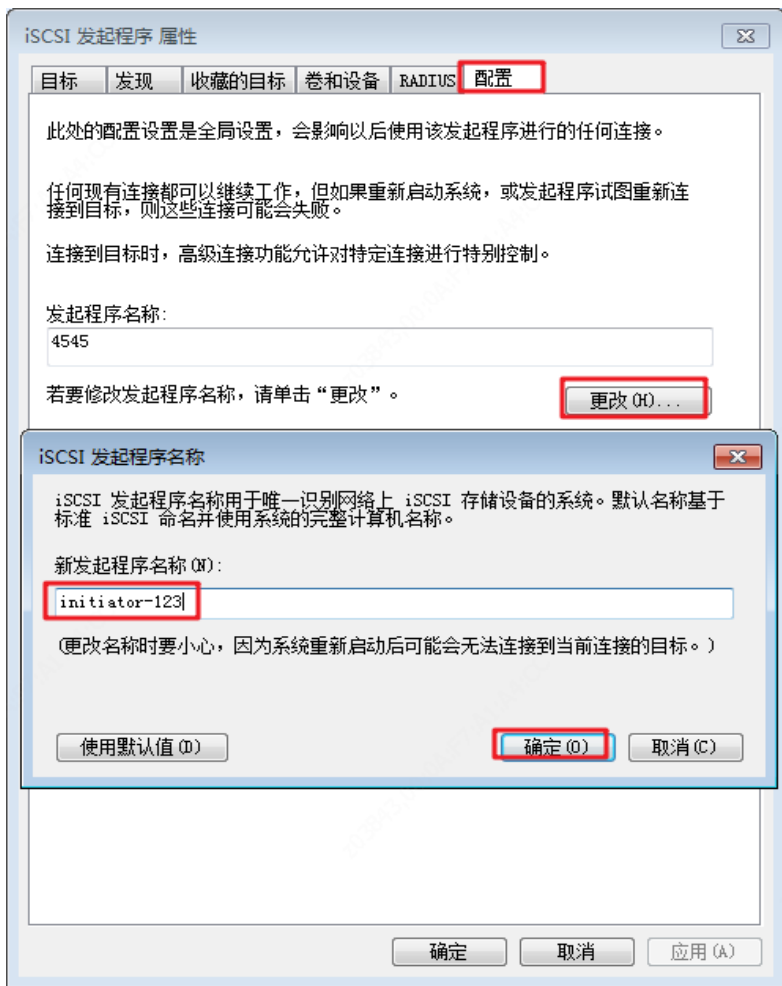 iSCSI 发起程序 属性
目标 发现 收藏的目标 卷和设备 RADIUS 配置
此处的配置设置是全局设置，会影响以后使用该发起程序进行的任何连接。
任何现有连接都可以继续工作，但如果重新启动系统，或发起程序试图重新连
接到目标，则这些连接可能会失败。
连接到目标时，高级连接功能允许对特定连接进行特别控制。
发起程序名称:
4545
若要修改发起程序名称，请单击“更改”。
更改(H)...
iSCSI 发起程序名称
iSCSI 发起程序名称用于唯一识别网络上 iSCSI 存储设备的系统。默认名称基于
标准 iSCSI 命名并使用系统的完整计算机名称。
新发起程序名称(N):
initiator-123
(更改名称时要小心，因为系统重新启动后可能会无法连接到当前连接的目标。)
使用默认值(D) 确定(O) 取消(C)
确定 取消 应用(A)